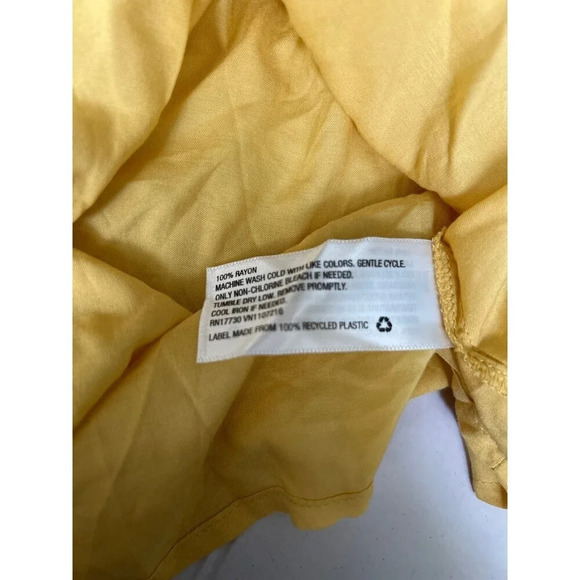 100% RAYON
MACHINE WASH COLD WITH LIKE COLORS. GENTLE CYCLE.
ONLY NON-CHLORINE BLEACH IF NEEDED.
TUMBLE DRY LOW. REMOVE PROMPTLY.
COOL IRON IF NEEDED.
RN17730 VN1107216
LABEL MADE FROM 100% RECYCLED PLASTIC